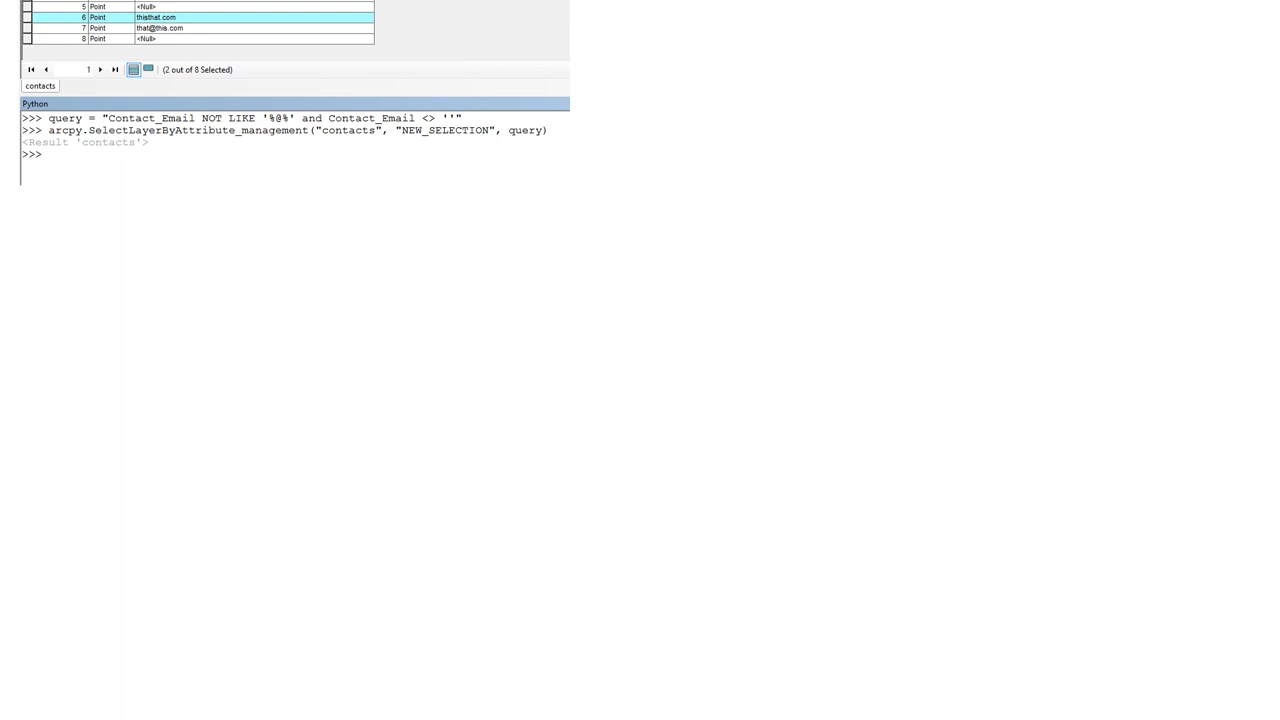 5 Point <Null>
6 Point thisthat.com
7 Point that@this.com
8 Point <Null>
1 (2 out of 8 Selected)
contacts
Python
>>> query = "Contact_Email NOT LIKE '%@%' and Contact_Email <> ''"
>>> arcpy.SelectLayerByAttribute_management("contacts", "NEW_SELECTION", query)
<Result 'contacts'>
>>>